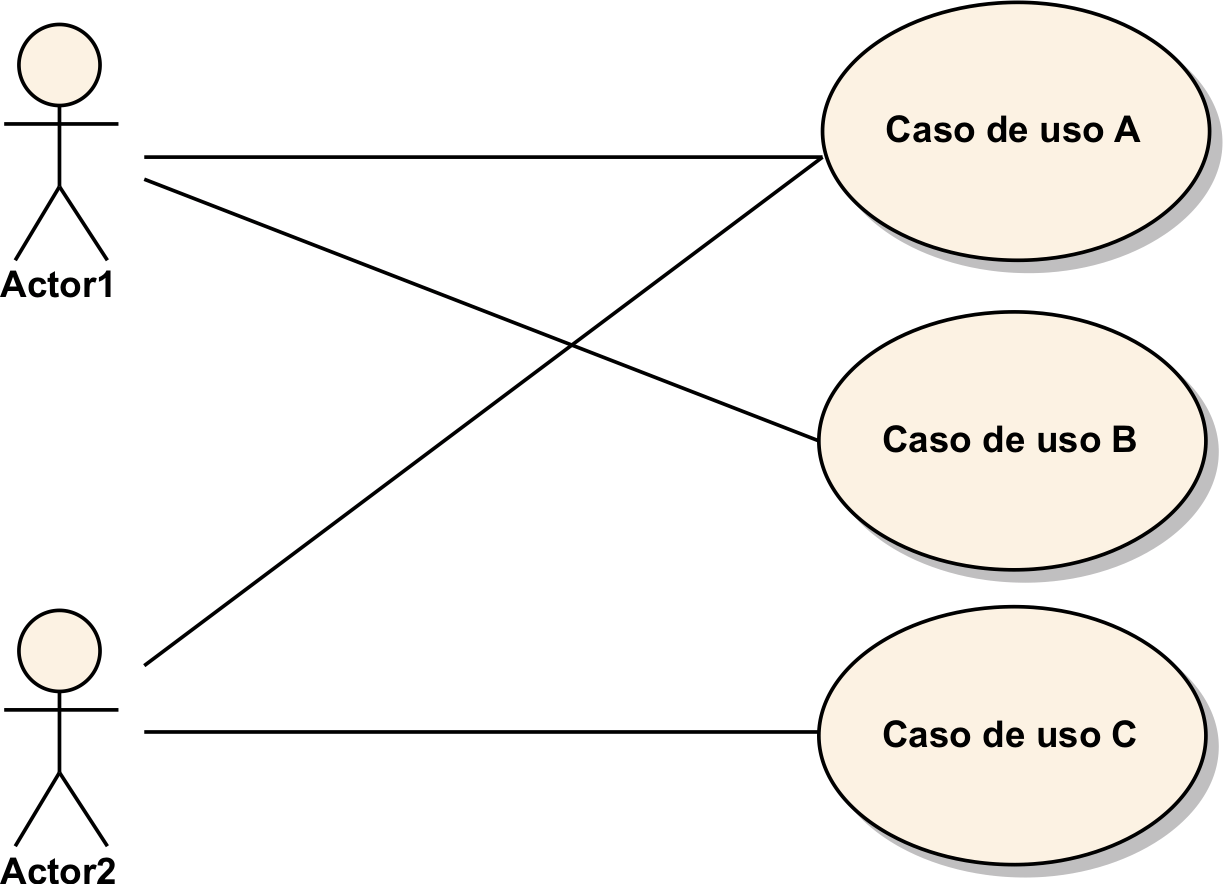 Caso de uso A
Actor1
Caso de uso B
Caso de uso C
Actor2